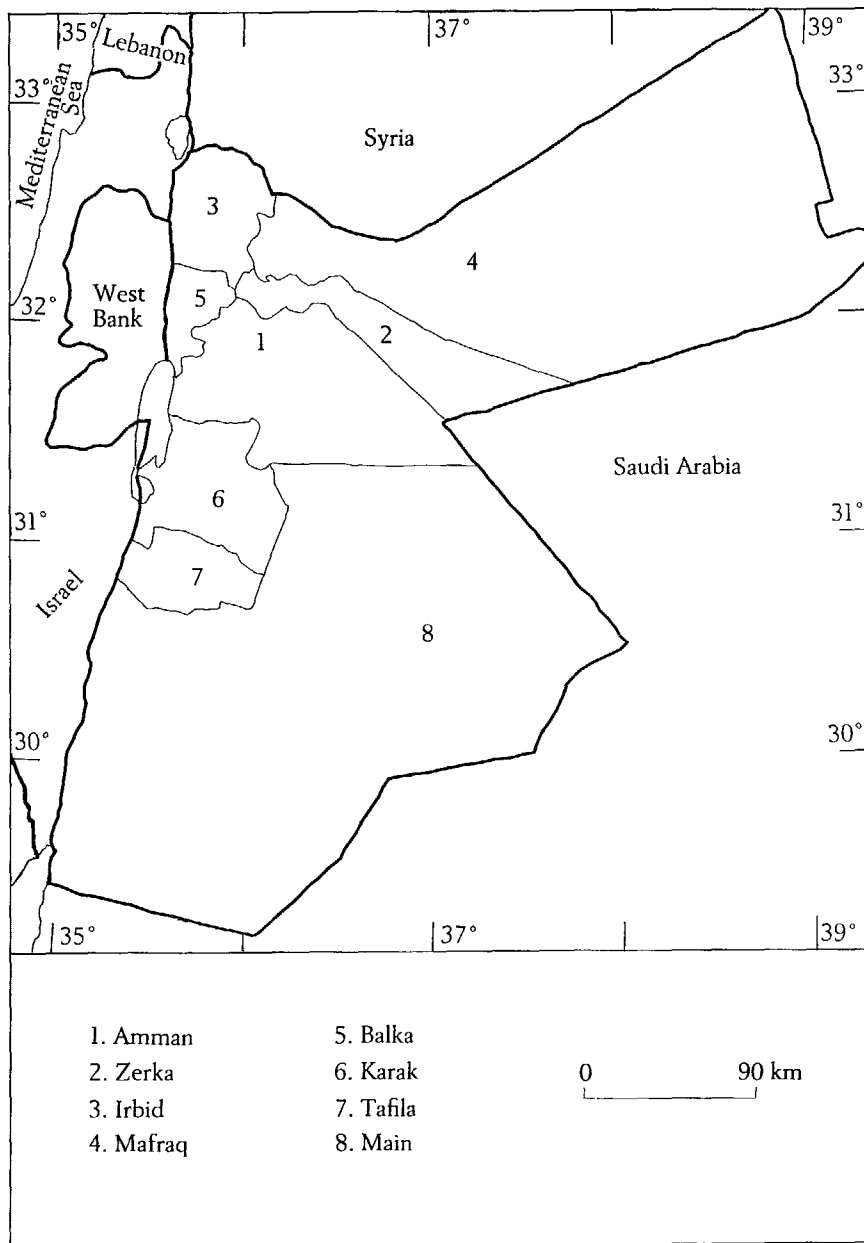 35°
Lebanon
37°
39°
33°
33°
Mediterranean
Sea
Syria
3
4
32°
West
Bank
5
1
2
Saudi Arabia
6
31°
31°
7
Israel
8
30°
30°
35°
37°
39°
1. Amman
2. Zerka
3. Irbid
4. Mafraq
5. Balka
6. Karak
7. Tafila
8. Main
0 90 km